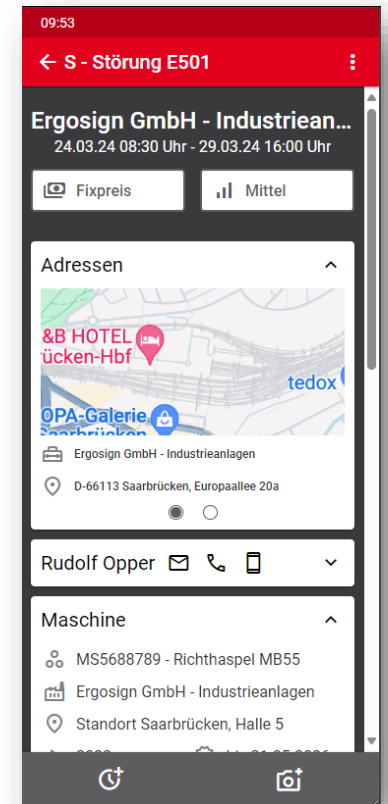 09:53
S - Störung E501
Ergosign GmbH - Industriean...
24.03.24 08:30 Uhr - 29.03.24 16:00 Uhr
Fixpreis
Mittel
Adressen
&B HOTEL
ücken-Hbf
tedox
OPA-Galerie
Saarbrücken
Ergosign GmbH - Industrieanlagen
D-66113 Saarbrücken, Europaallee 20a
Rudolf Opper
Maschine
MS5688789 - Richthaspel MB55
Ergosign GmbH - Industrieanlagen
Standort Saarbrücken, Halle 5